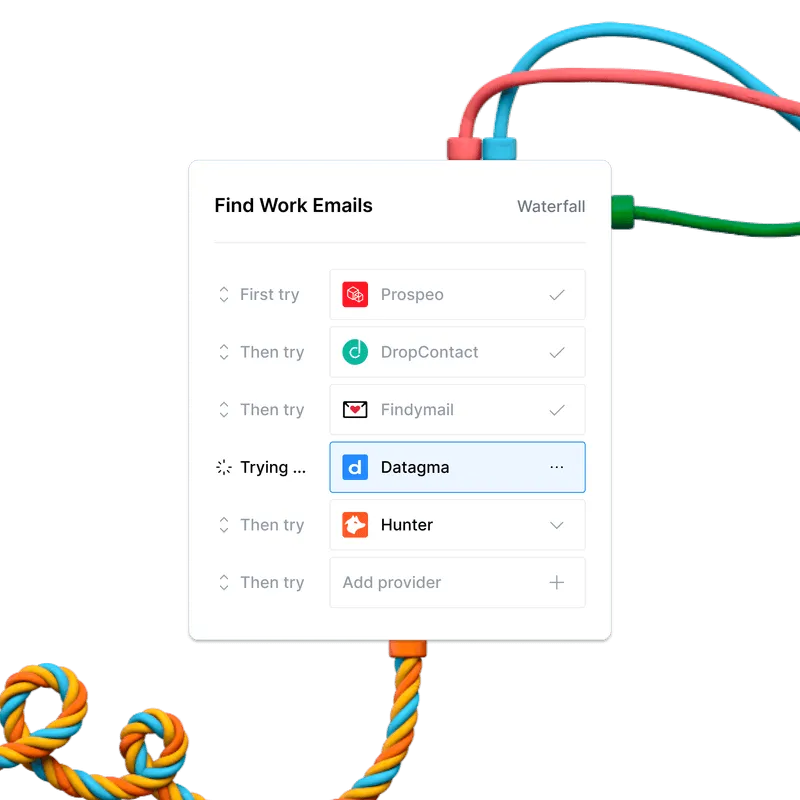 Find Work Emails
Waterfall
First try Prospeo
Then try DropContact
Then try Findymail
Trying ... Datagma
Then try Hunter
Then try Add provider